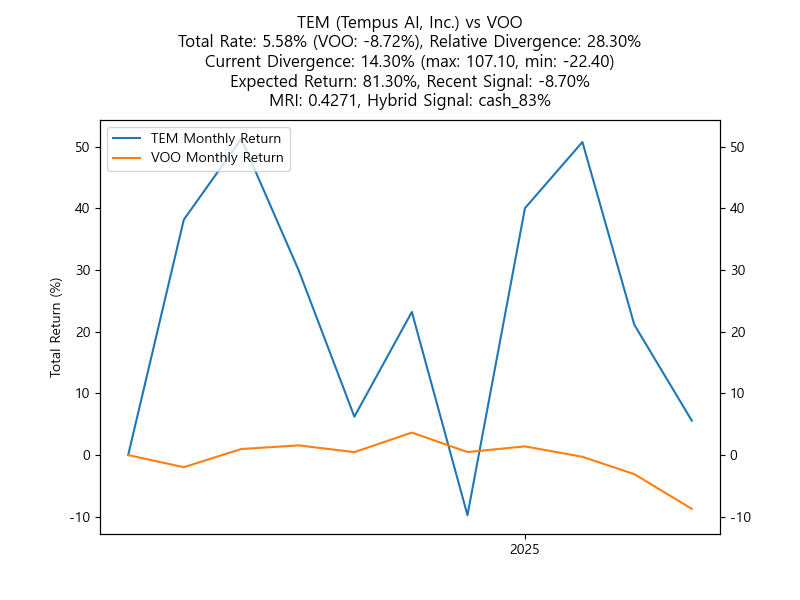 TEM (Tempus AI, Inc.) vs VOO
Total Rate: 5.58% (VOO: -8.72%), Relative Divergence: 28.30%
Current Divergence: 14.30% (max: 107.10, min: -22.40)
Expected Return: 81.30%, Recent Signal: -8.70%
MRI: 0.4271, Hybrid Signal: cash_83%
TEM Monthly Return
VOO Monthly Return
Total Return (%)
50
40
30
20
10
0
-10
50
40
30
20
10
0
-10
2025